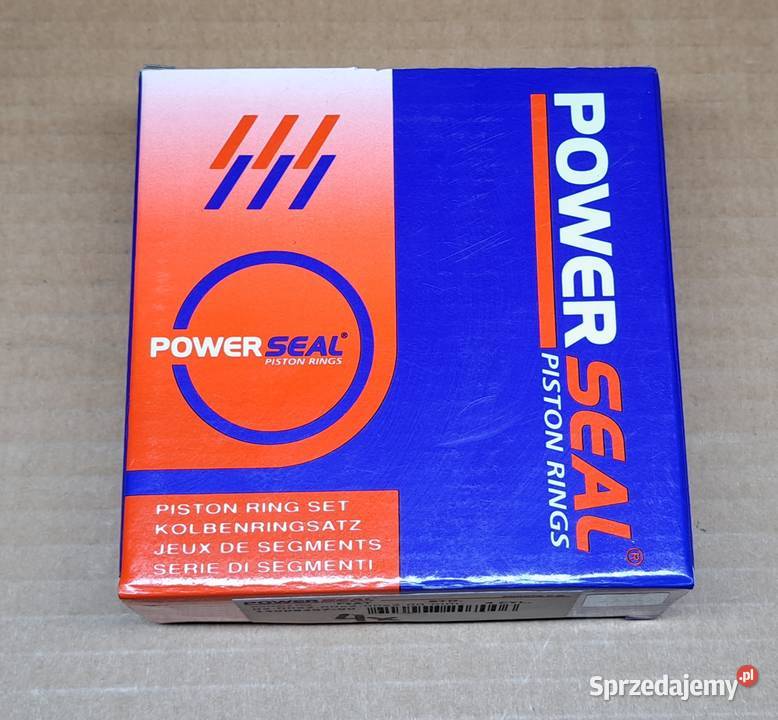 POWER SEAL®
PISTON RINGS
POWER SEAL®
PISTON RINGS
PISTON RING SET
KOLBENRINGSATZ
JEUX DE SEGMENTS
SERIE DI SEGMENTI
4x
Sprzedajemy.pl